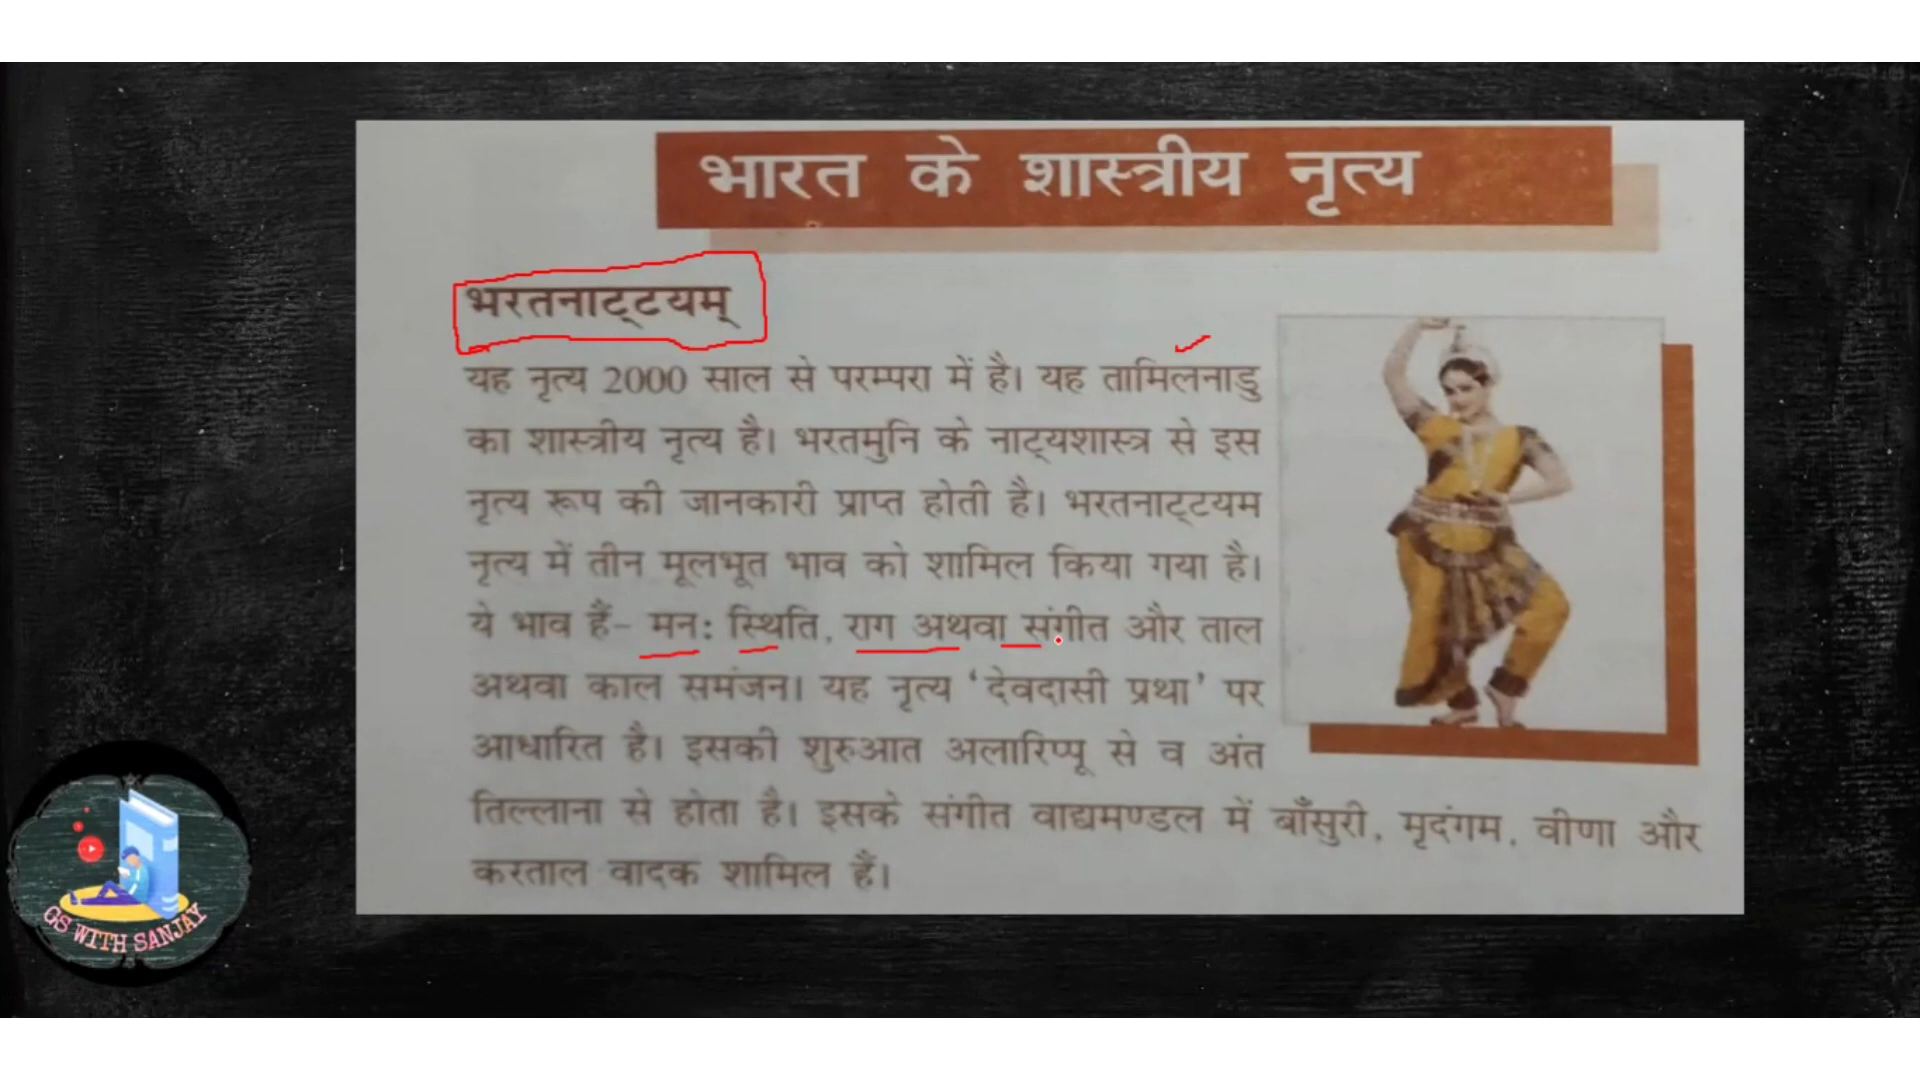 भारत के शास्त्रीय नृत्य
भरतनाट्टयम्
यह नृत्य 2000 साल से परम्परा में है। यह तामिलनाडु
का शास्त्रीय नृत्य है। भरतमुनि के नाट्यशास्त्र से इस
नृत्य रूप की जानकारी प्राप्त होती है। भरतनाट्टयम
नृत्य में तीन मूलभूत भाव को शामिल किया गया है।
ये भाव हैं- मन: स्थिति, राग अथवा संगीत और ताल
अथवा काल समंजन। यह नृत्य ‘देवदासी प्रथा’ पर
आधारित है। इसकी शुरुआत अलारिप्पू से व अंत
तिल्लाना से होता है। इसके संगीत वाद्यमण्डल में बाँसुरी, मृदंगम, वीणा और
करताल वादक शामिल हैं।
GS WITH SANJAY